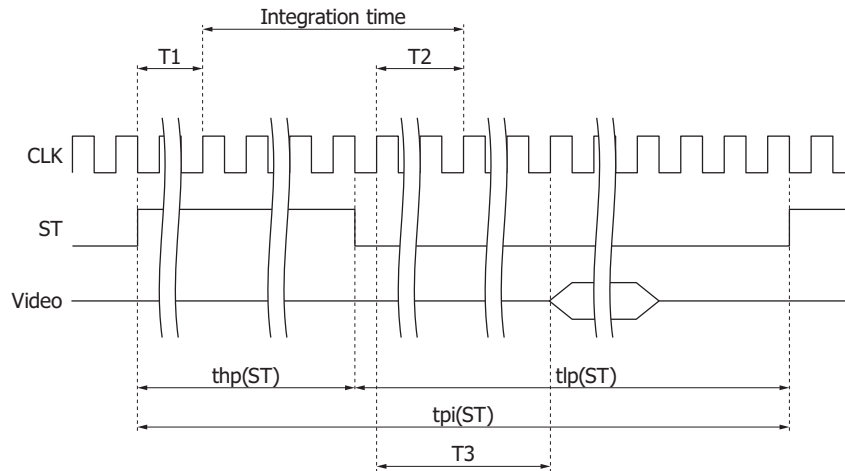 Integration time
T1
T2
CLK
ST
Video
thp(ST)
tlp(ST)
tpi(ST)
T3